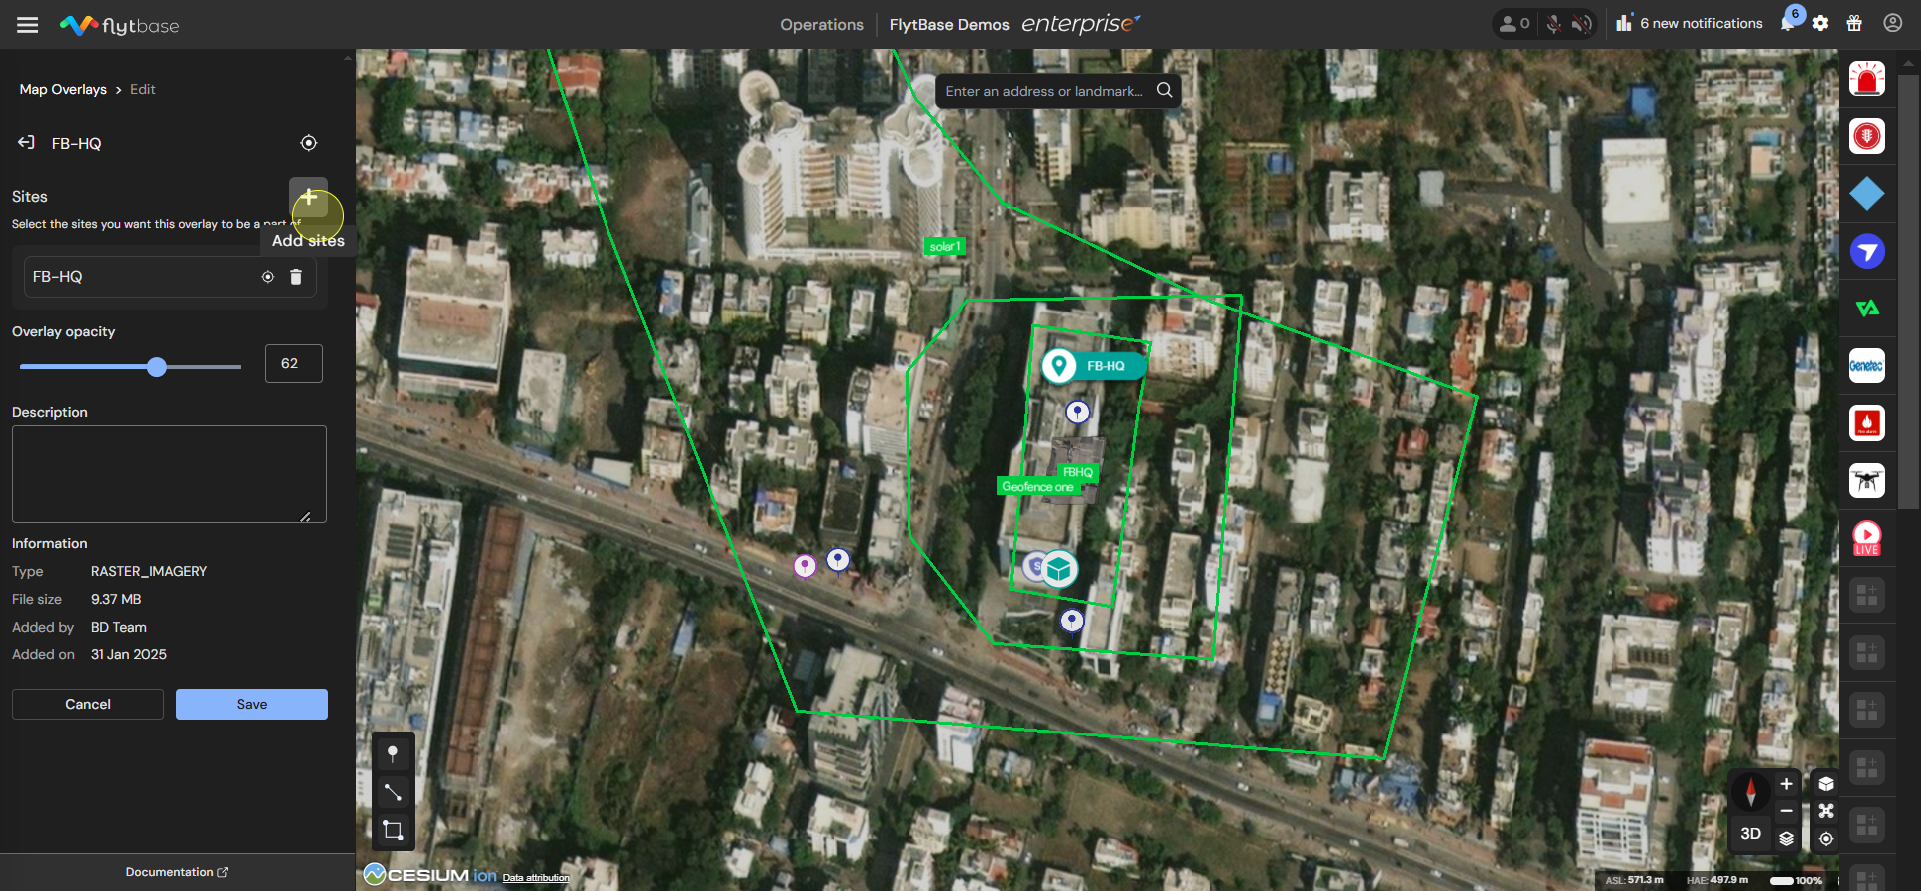 flytbase
Operations
FlytBase Demos
enterprise
0
6 new notifications
6
Map Overlays > Edit
FB-HQ
Sites
Select the sites you want this overlay to be a part of
Add sites
FB-HQ
Overlay opacity
62
Description
Information
Type RASTER_IMAGERY
File size 9.37 MB
Added by BD Team
Added on 31 Jan 2025
Cancel
Save
Documentation
Enter an address or landmark...
solar1
FB-HQ
FBHQ
Geofence one
S
Genetec
LIVE
3D
CESIUM ion
Data attribution
ASL: 571.3 m
HAE: 497.9 m
100%